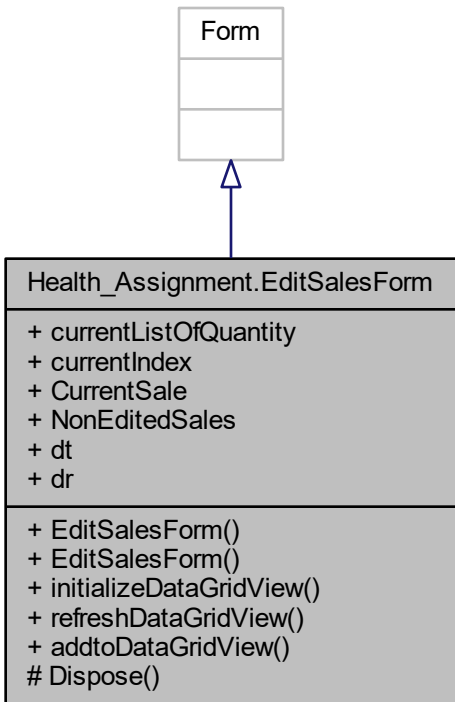 Form
Health_Assignment.EditSalesForm
+ currentListOfQuantity
+ currentIndex
+ CurrentSale
+ NonEditedSales
+ dt
+ dr
+ EditSalesForm()
+ EditSalesForm()
+ initializeDataGridView()
+ refreshDataGridView()
+ addtoDataGridView()
# Dispose()